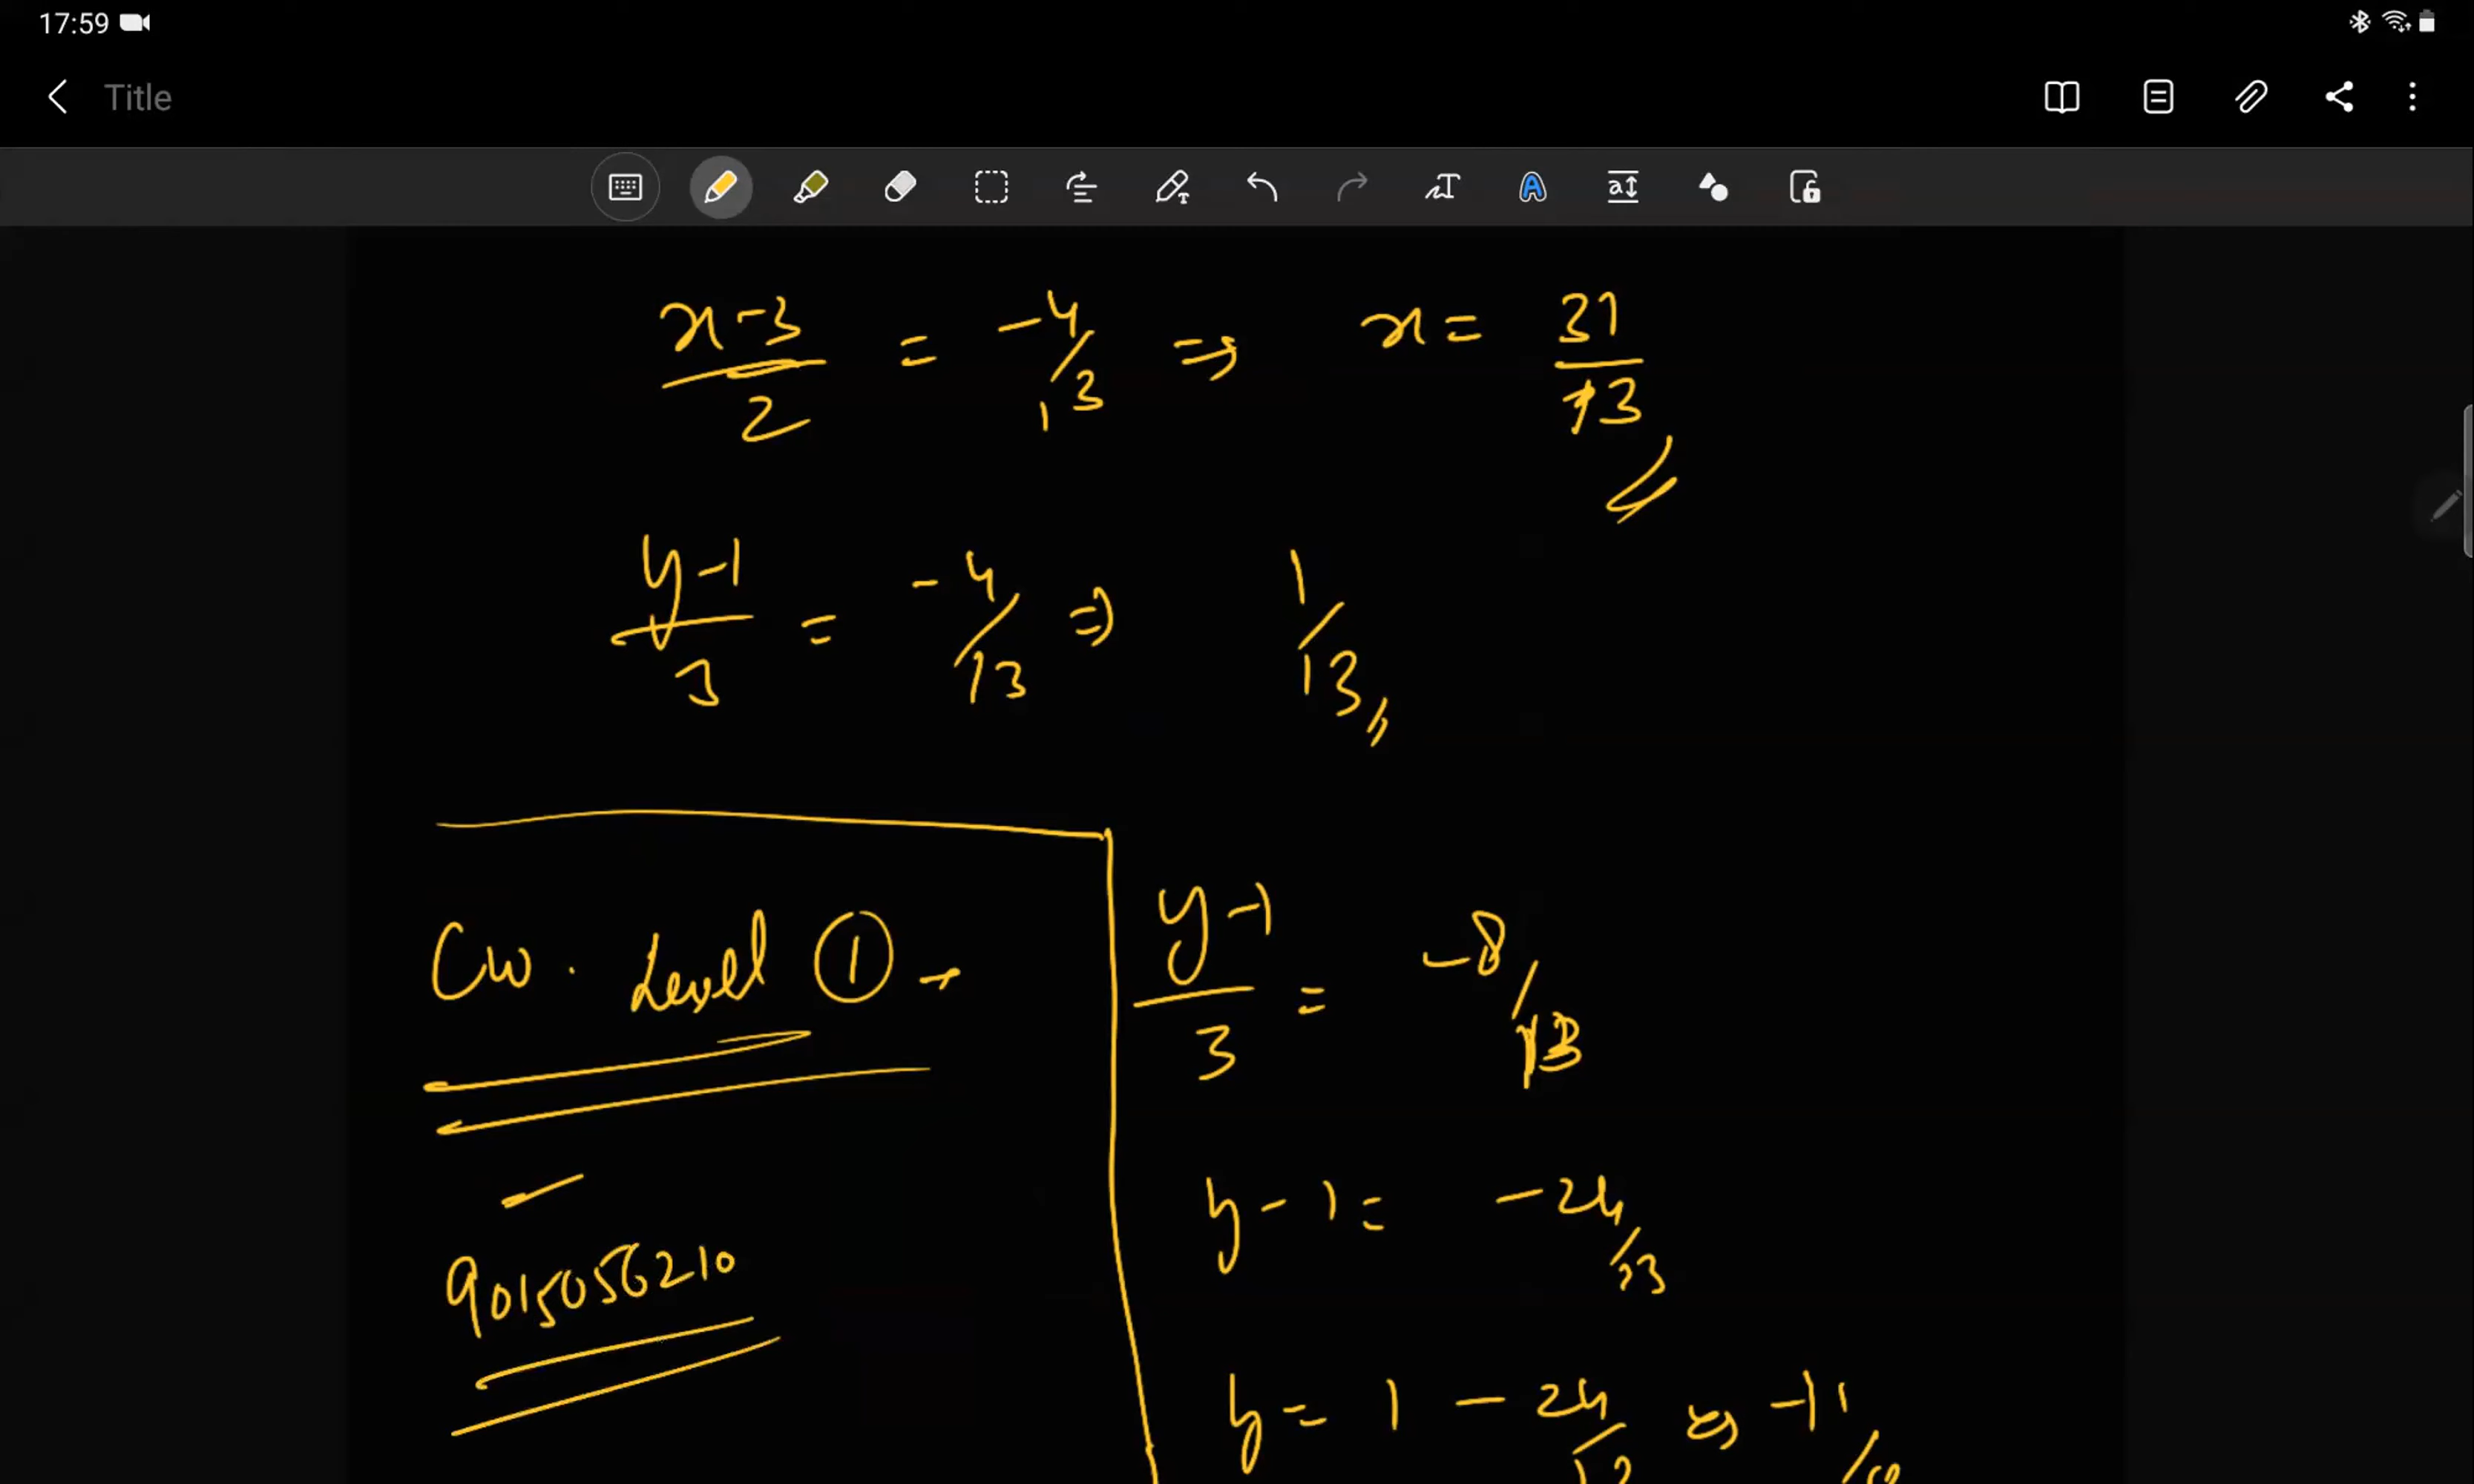 17:59
Title
x-3/2 = -4/13 ⇒ x = 31/13
y-1/3 = -4/13 ⇒ 1/13
Cw. Level ①
9015056210
y-1/3 = -8/13
y-1 = -24/13
y = 1 - 24/13 ⇒ -11/13